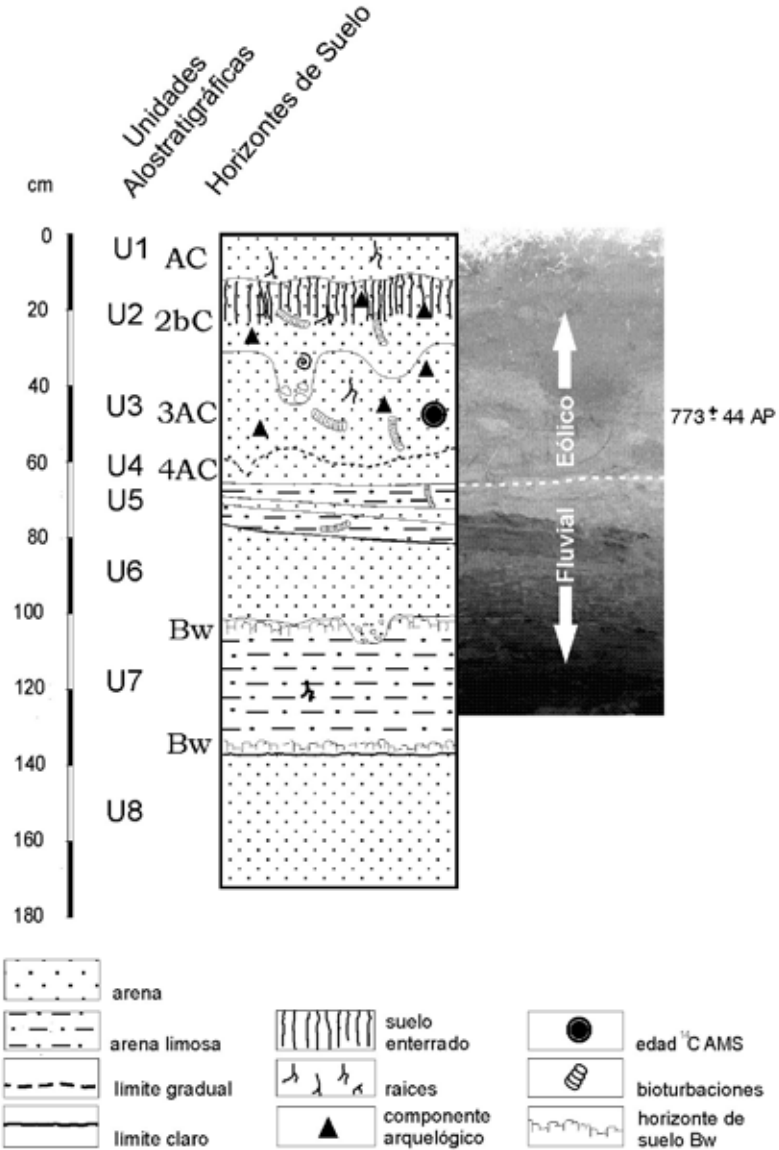 Unidades
Alostratigráficas
Horizontes de Suelo
cm
0
20
40
60
80
100
120
140
160
180
U1
U2
U3
U4
U5
U6
U7
U8
AC
2bC
3AC
4AC
Bw
Bw
Eólico
Fluvial
773 ± 44 AP
arena
arena limosa
límite gradual
límite claro
suelo
enterrado
raices
componente
arquelógico
edad ¹⁴C AMS
bioturbaciones
horizonte de
suelo Bw